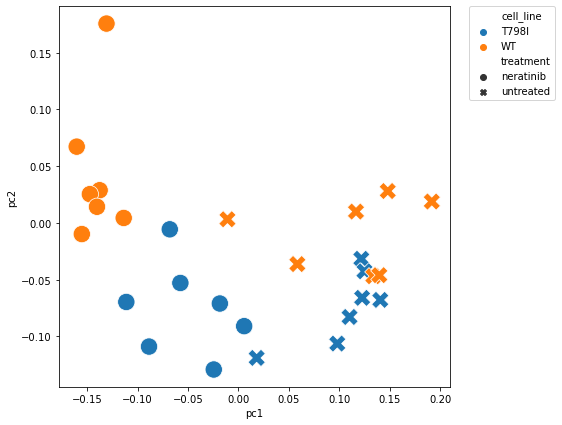 cell_line
T798I
WT
treatment
neratinib
untreated
0.15
0.10
0.05
0.00
−0.05
−0.10
pc2
−0.15
−0.10
−0.05
0.00
0.05
0.10
0.15
0.20
pc1